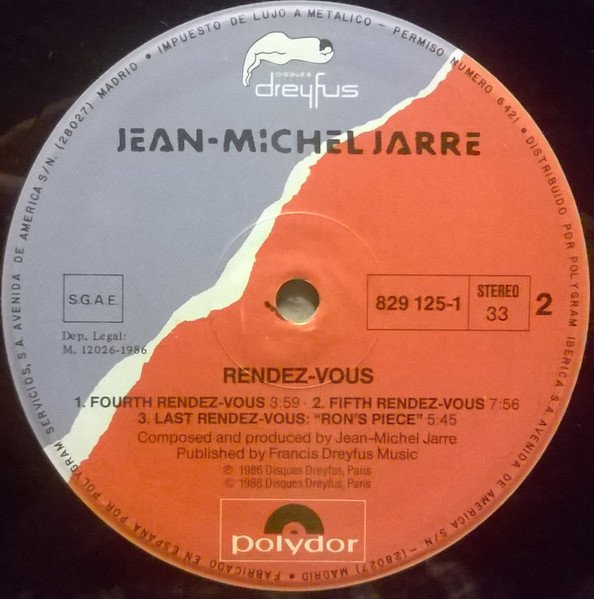 IMPUESTO DE LUJO A METALICO • PERMISO NUMERO 6421 • DISTRIBUIDO POR POLYGRAM IBERICA S A AVENIDA DE AMERICA S/N. - (28027) MADRID • FABRICADO EN ESPAÑA POR POLYGRAM SERVICIOS, S A. AVENIDA DE AMERICA S/N. (28027) MADRID •
DISQUES
dreyfus
JEAN-MICHEL JARRE
S.G.A.E.
829 125-1
STEREO
33
2
Dep. Legal:
M. 12026-1986
RENDEZ-VOUS
1. FOURTH RENDEZ-VOUS 3:59 · 2. FIFTH RENDEZ-VOUS 7:56
3. LAST RENDEZ-VOUS: “RON'S PIECE” 5:45
Composed and produced by Jean-Michel Jarre
Published by Francis Dreyfus Music
℗ 1986 Disques Dreyfus, Paris
© 1986 Disques Dreyfus, Paris
polydor